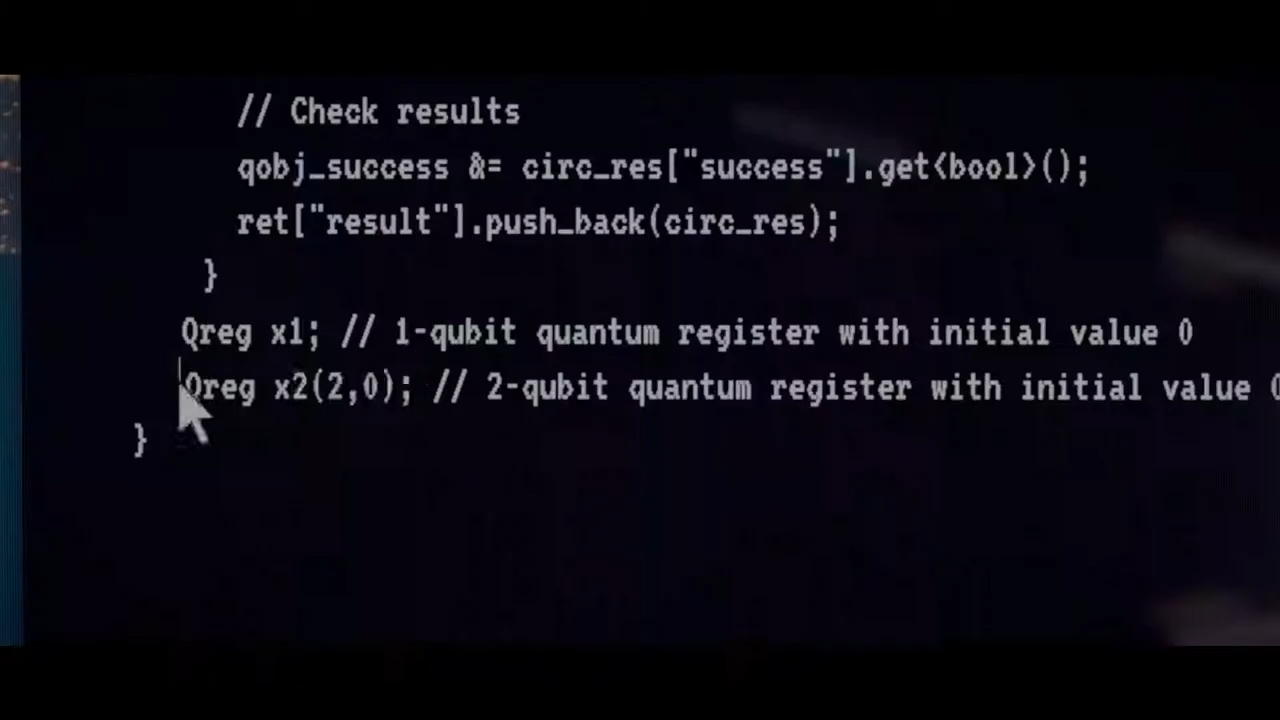 // Check results
qobj_success &= circ_res["success"].get<bool>();
ret["result"].push_back(circ_res);
}
Qreg x1; // 1-qubit quantum register with initial value 0
Qreg x2(2,0); // 2-qubit quantum register with initial value 0
}